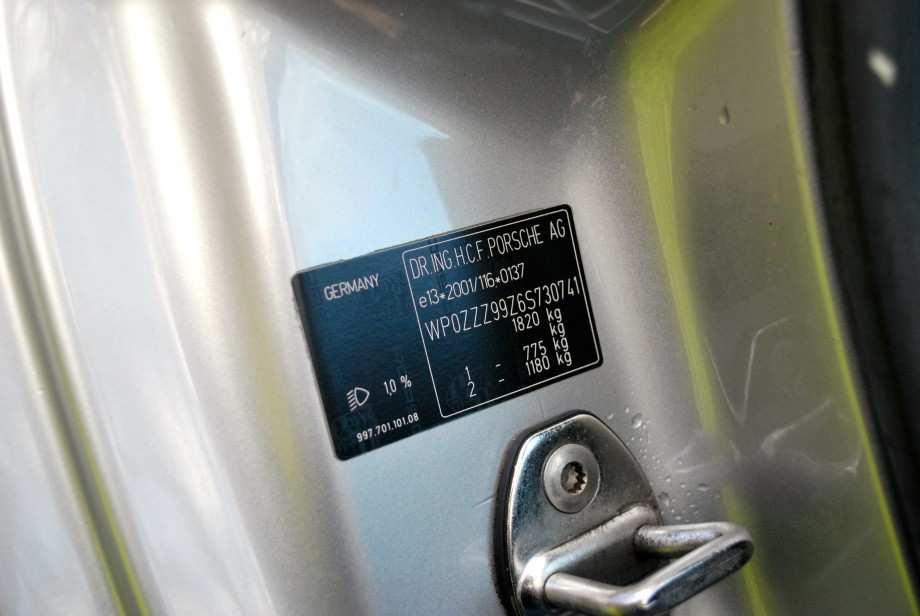 GERMANY
DR.ING.H.C.F.PORSCHE AG
e13*2001/116*0137
WP0ZZZ99Z6S730741
1820 kg
kg
1 - 775 kg
2 - 1180 kg
1,0 %
997.701.101.08